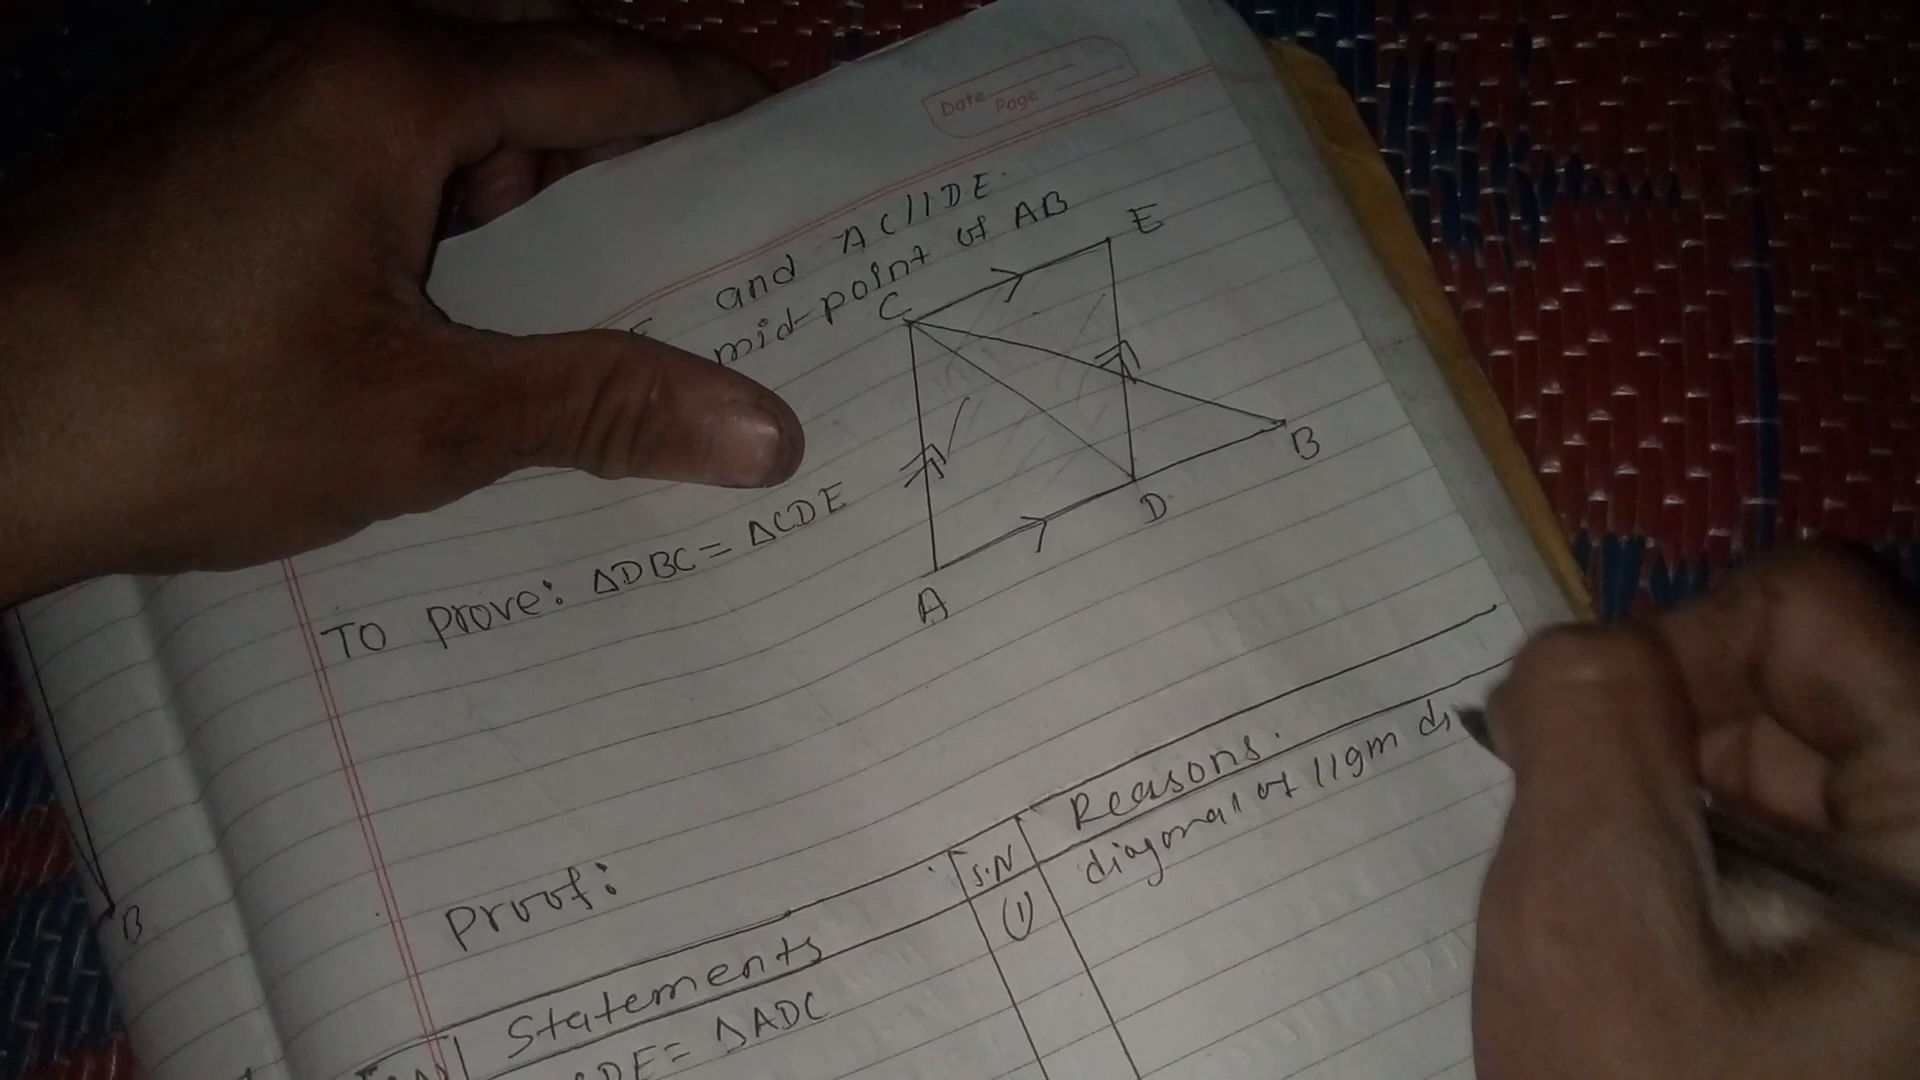 Date
Page
and AC//DE.
mid-point of AB
E
C
B
D
A
To prove: ΔDBC = ΔCDE
Proof:
Statements
S.N
Reasons.
(1)
diagonal of //gm
DE = ΔADC
B